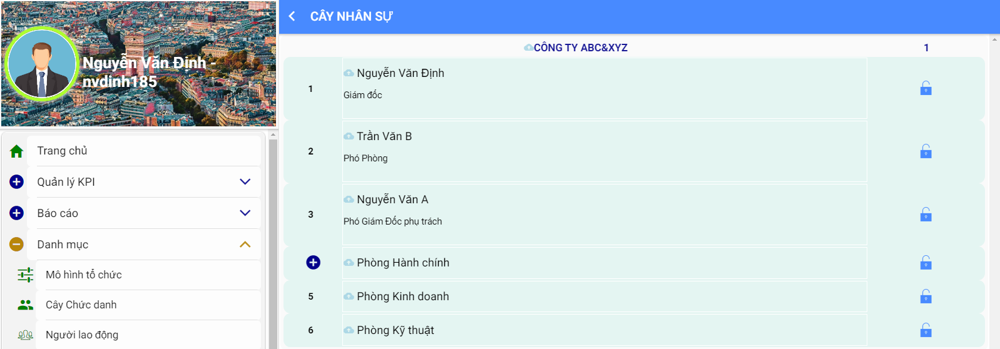 Nguyễn Văn Định -
nvdinh185
Trang chủ
Quản lý KPI
Báo cáo
Danh mục
Mô hình tổ chức
Cây Chức danh
Người lao động
CÂY NHÂN SỰ
CÔNG TY ABC&XYZ 1
1 Nguyễn Văn Định
Giám đốc
2 Trần Văn B
Phó Phòng
3 Nguyễn Văn A
Phó Giám Đốc phụ trách
Phòng Hành chính
5 Phòng Kinh doanh
6 Phòng Kỹ thuật